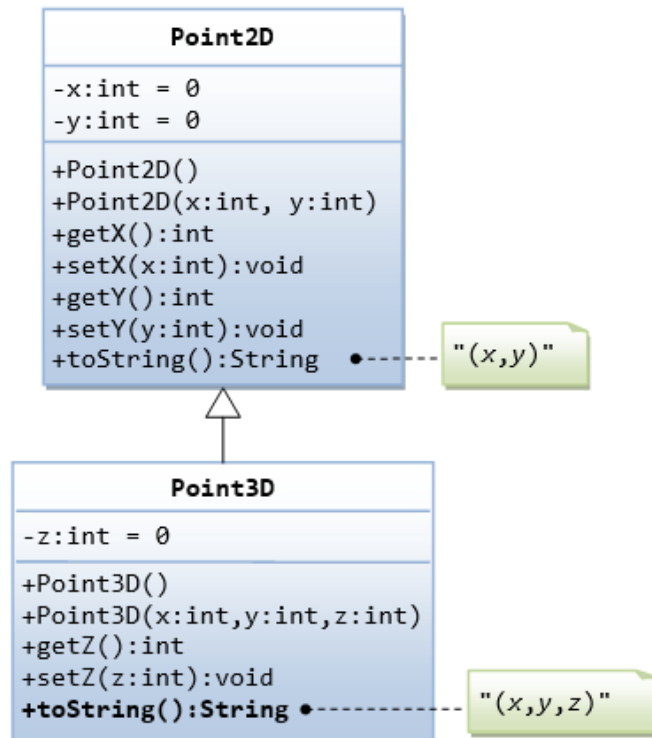 Point2D
-x:int = 0
-y:int = 0
+Point2D()
+Point2D(x:int, y:int)
+getX():int
+setX(x:int):void
+getY():int
+setY(y:int):void
+toString():String
"(x,y)"
Point3D
-z:int = 0
+Point3D()
+Point3D(x:int,y:int,z:int)
+getZ():int
+setZ(z:int):void
+toString():String
"(x,y,z)"